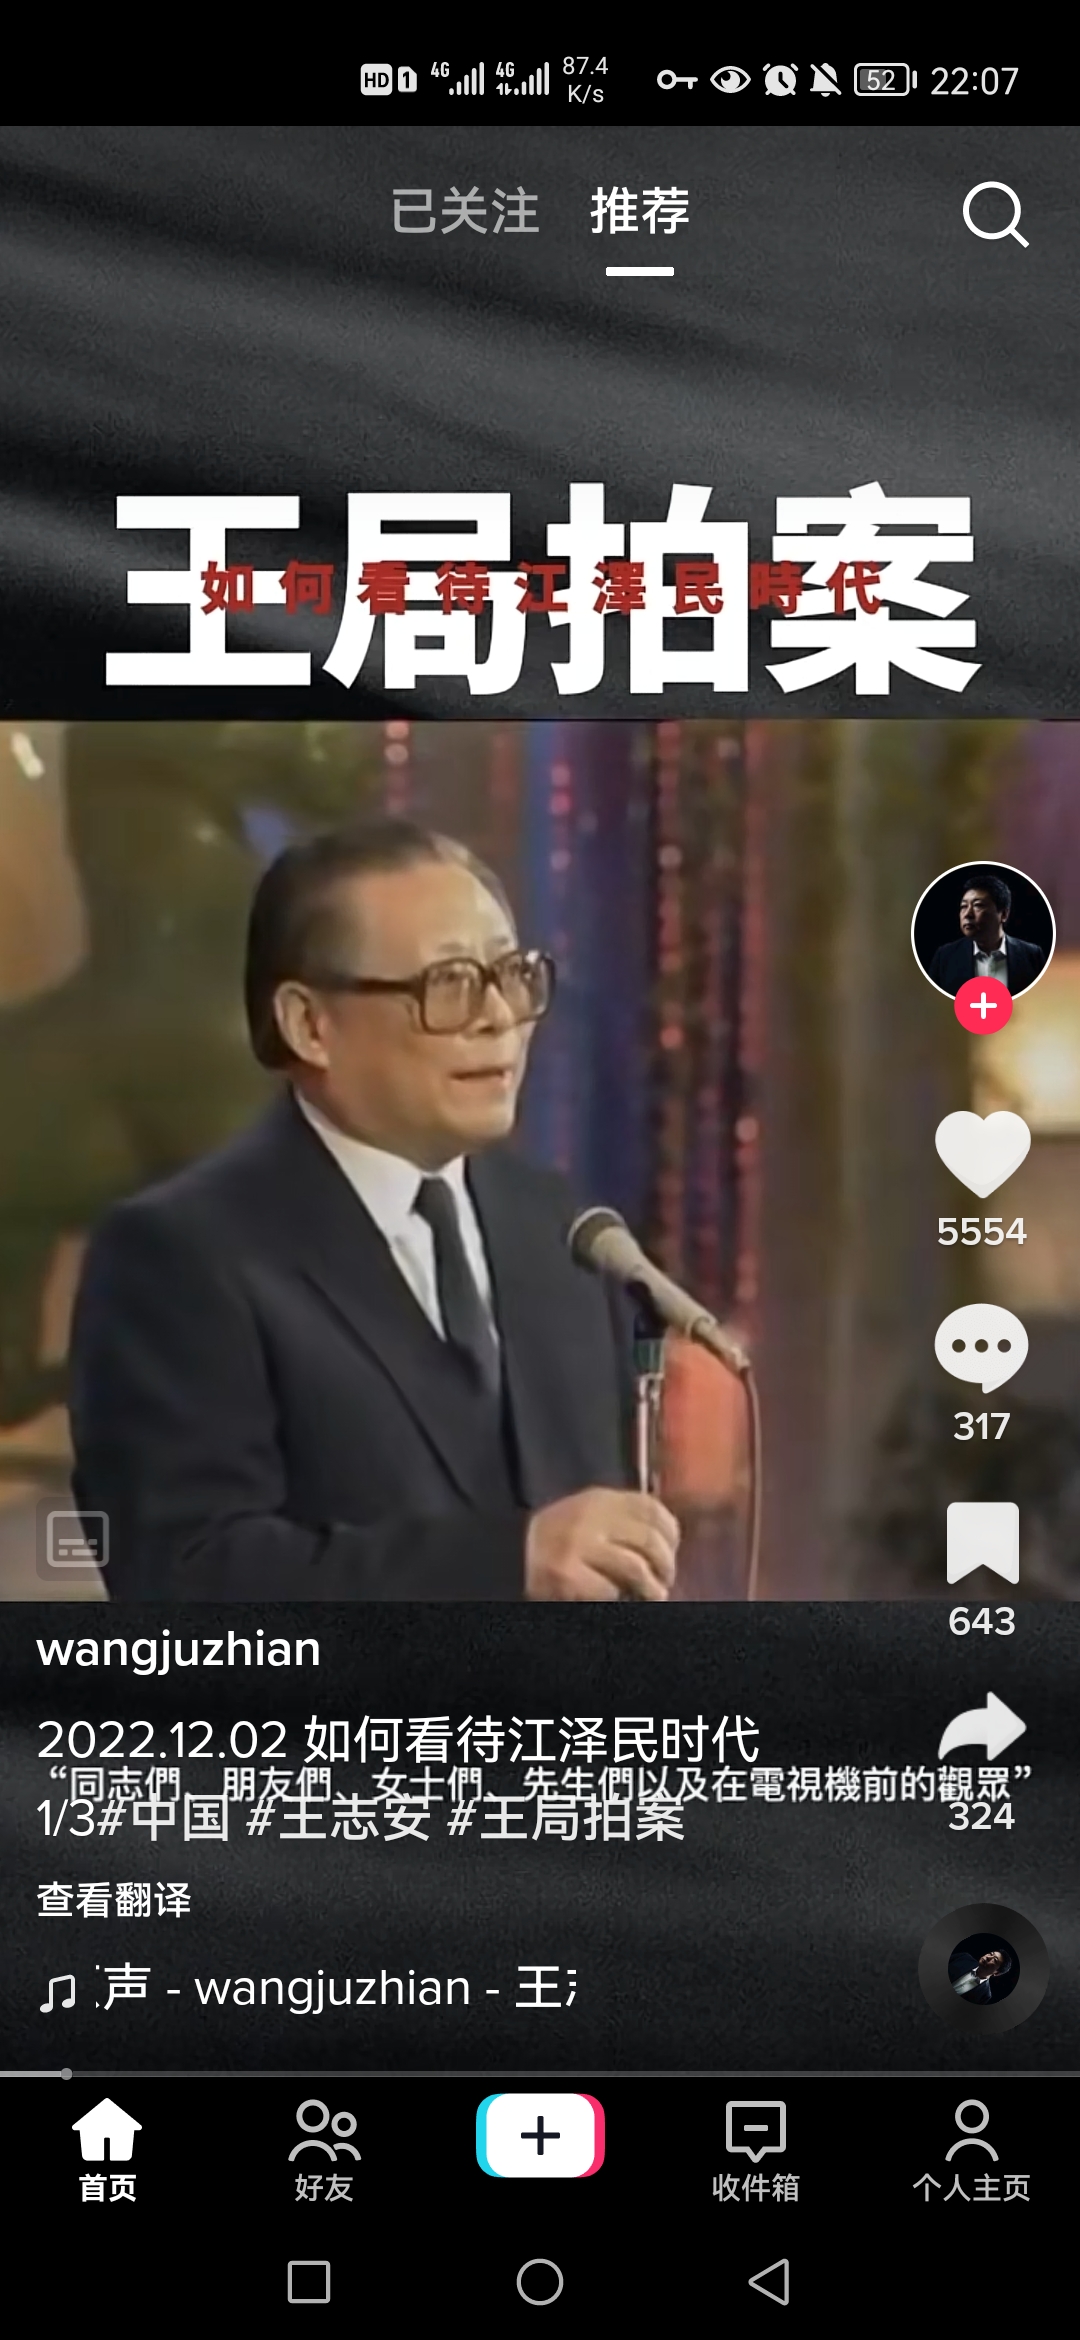 HD 1 4G 4G 87.4 K/s 52 22:07
已关注 推荐
王局拍案
如何看待江澤民時代
5554
317
643
wangjuzhian
2022.12.02 如何看待江泽民时代
“同志們、朋友們、女士們、先生們以及在電視機前的觀眾”
1/3#中国 #王志安 #王局拍案
324
查看翻译
声 - wangjuzhian - 王
首页 好友 收件箱 个人主页